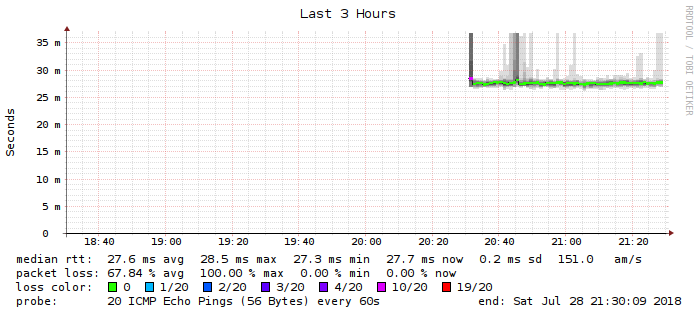 Last 3 Hours
RRDTOOL / TOBI OETIKER
Seconds
35 m
30 m
25 m
20 m
15 m
10 m
5 m
0
18:40 19:00 19:20 19:40 20:00 20:20 20:40 21:00 21:20
median rtt: 27.6 ms avg 28.5 ms max 27.3 ms min 27.7 ms now 0.2 ms sd 151.0 am/s
packet loss: 67.84 % avg 100.00 % max 0.00 % min 0.00 % now
loss color: 0 1/20 2/20 3/20 4/20 10/20 19/20
probe: 20 ICMP Echo Pings (56 Bytes) every 60s end: Sat Jul 28 21:30:09 2018